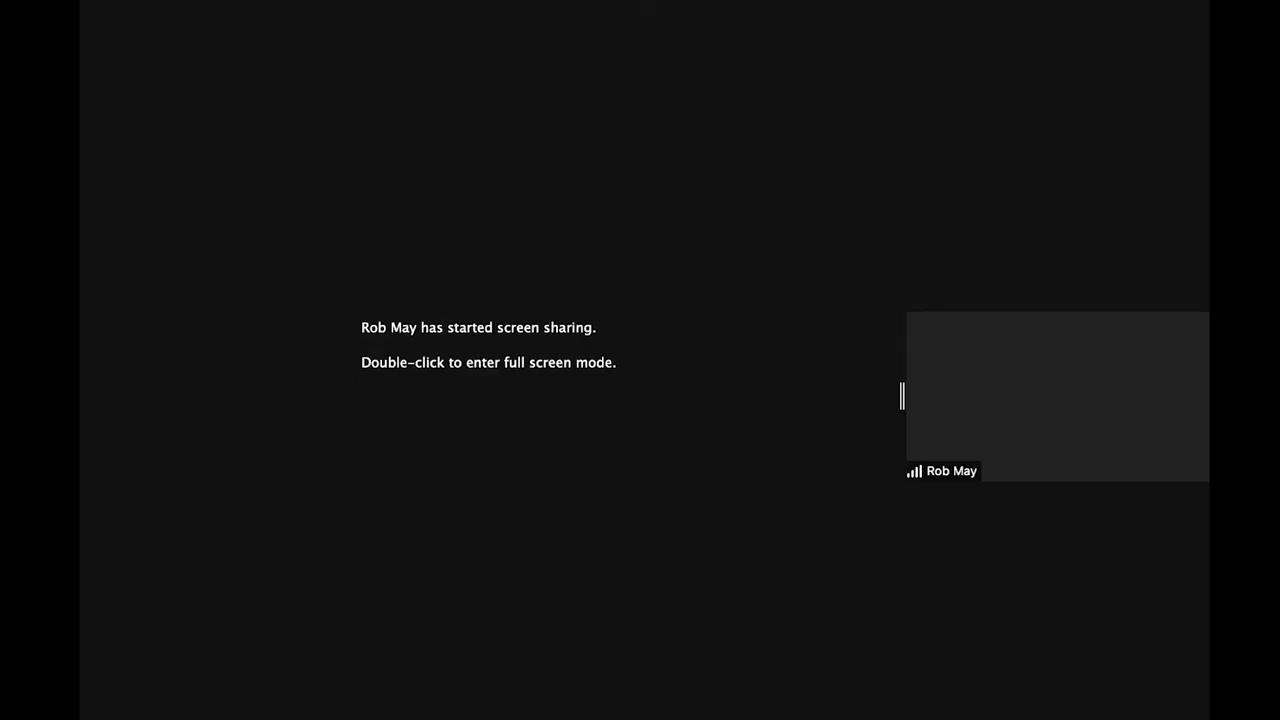 Rob May has started screen sharing.
Double-click to enter full screen mode.
Rob May